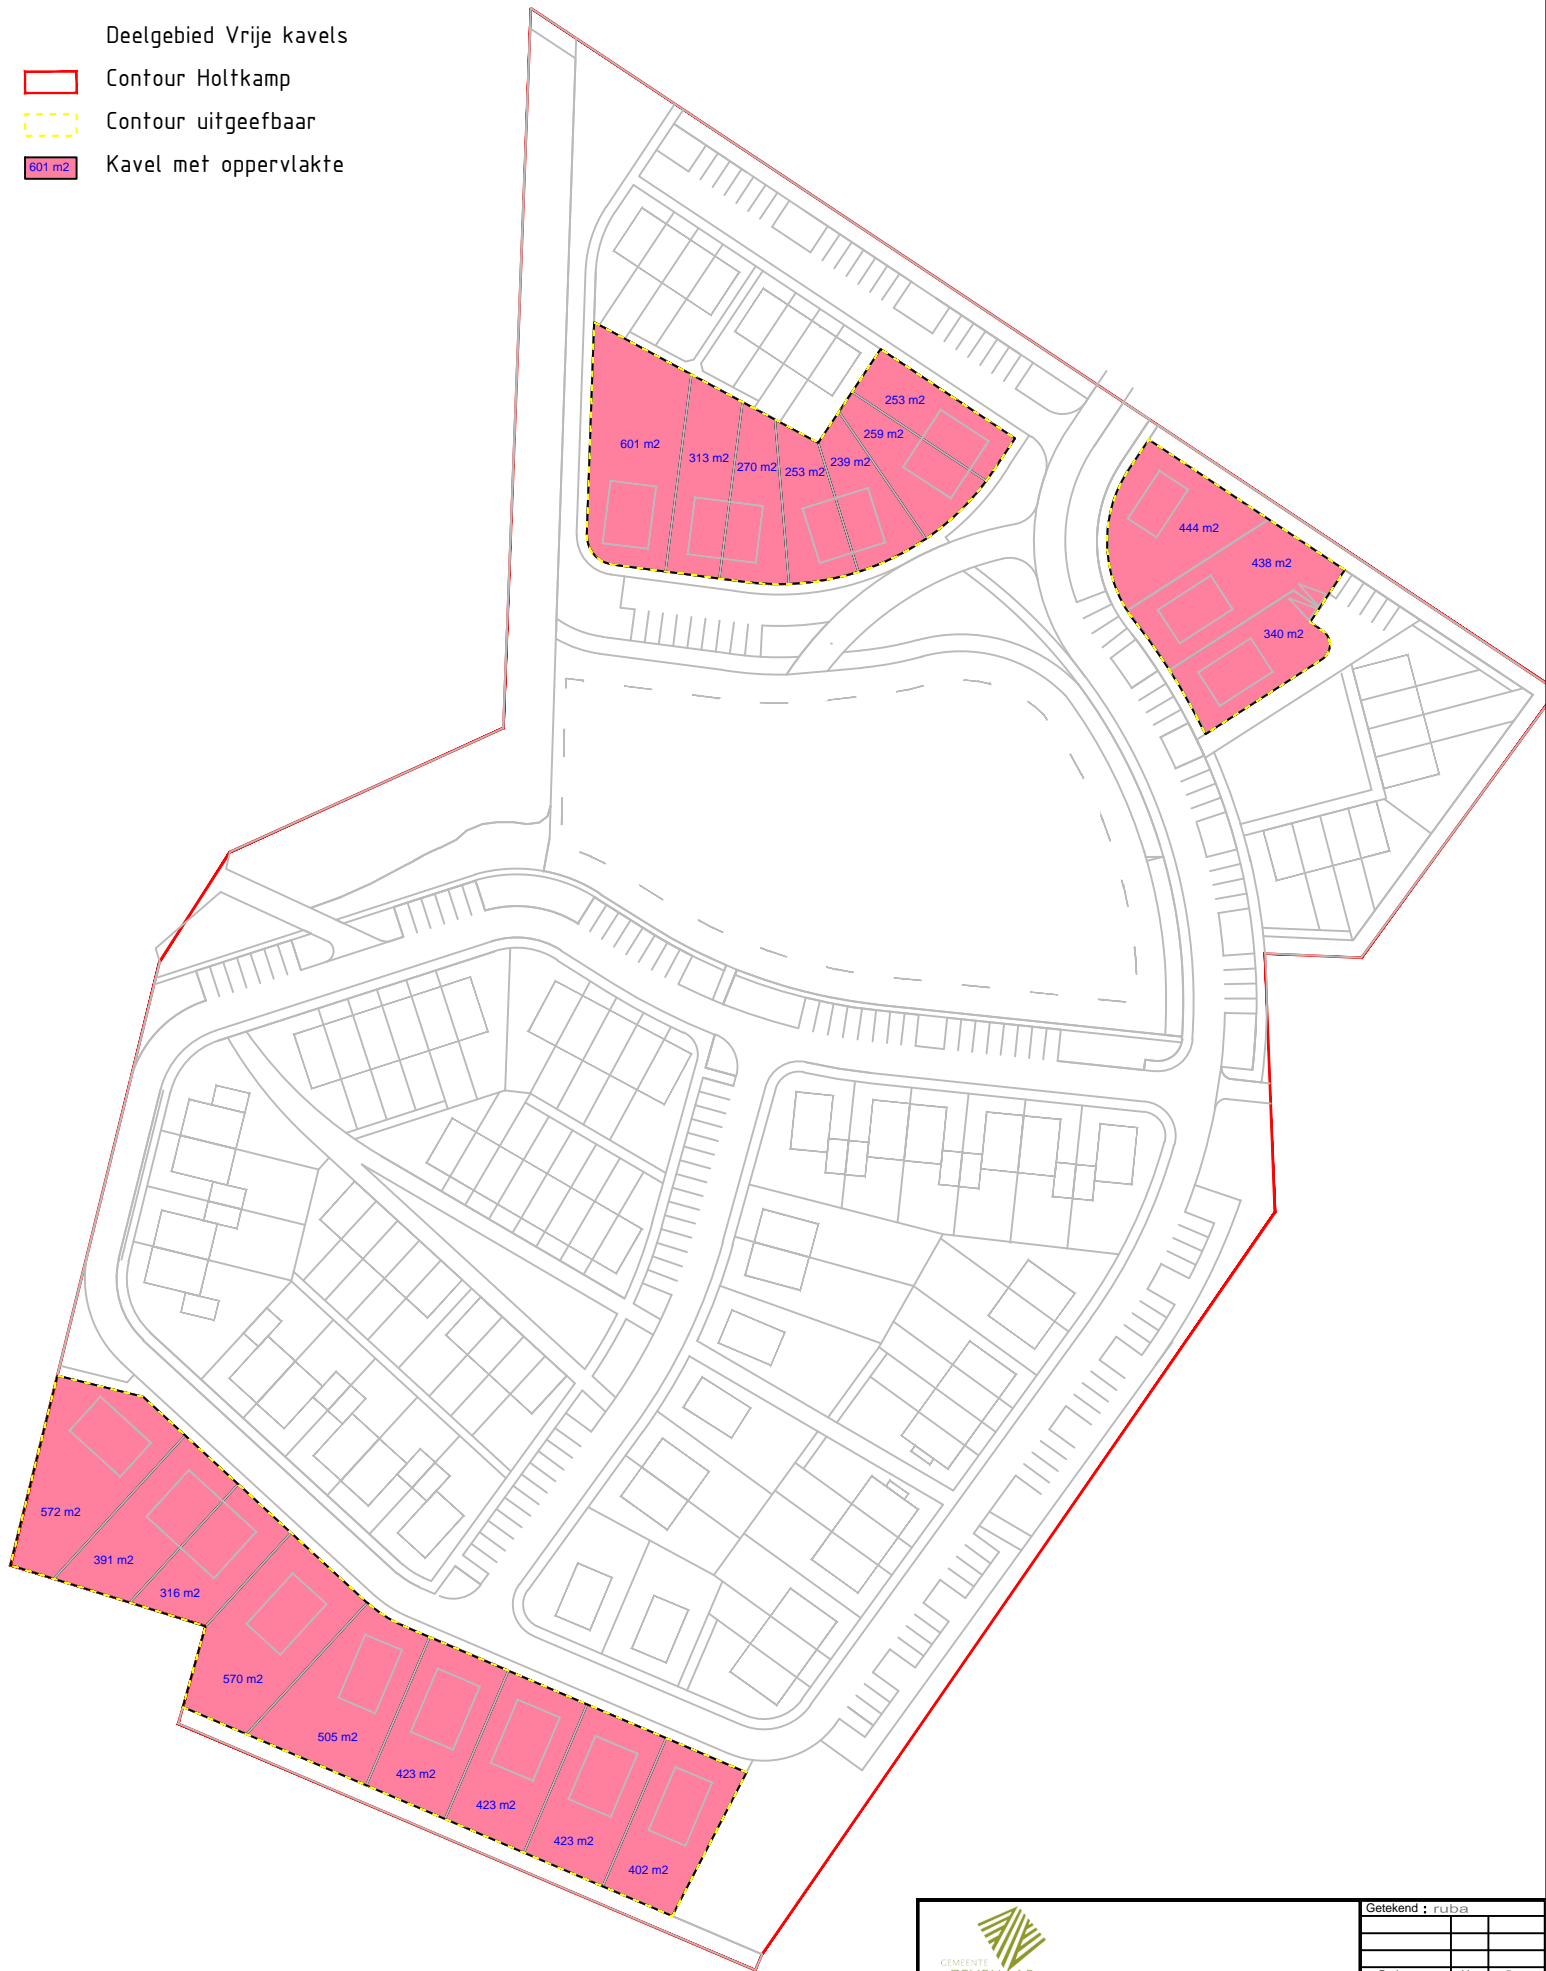 Deelgebied Vrije kavels
Contour Holtkamp
Contour uitgeefbaar
601 m2 Kavel met oppervlakte
253 m2
259 m2
601 m2
313 m2
270 m2
253 m2
239 m2
444 m2
438 m2
340 m2
572 m2
391 m2
316 m2
570 m2
505 m2
423 m2
423 m2
423 m2
402 m2
Getekend : ruba
GEMEENTE